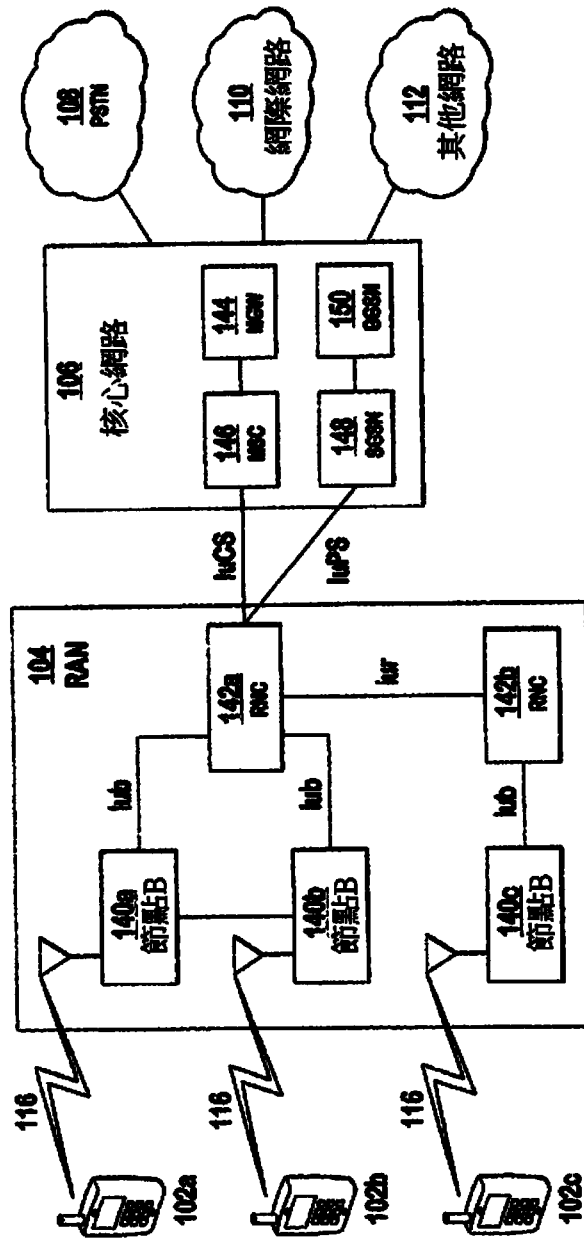 108
PSTN
110
網際網路
112
其他網路
106
核心網路
144
MGW
146
MSC
150
GGSN
148
SGSN
IuCS
IuPS
104
RAN
142a
RNC
Iur
142b
RNC
Iub
Iub
Iub
140a
節點B
140b
節點B
140c
節點B
116
116
116
102a
102b
102c